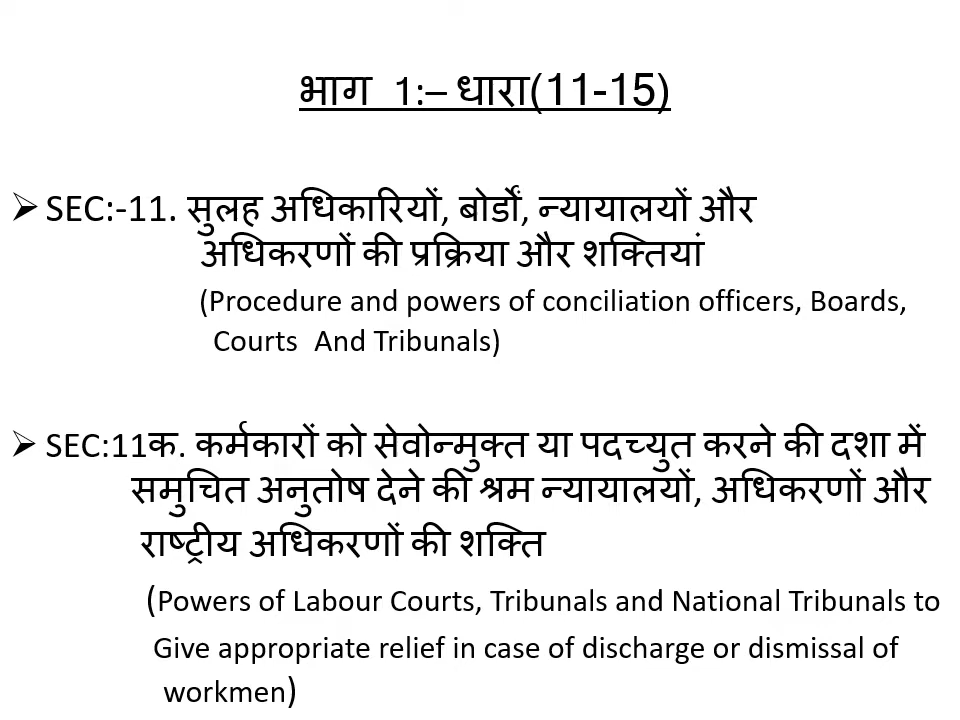 भाग 1:– धारा(11-15)
➢ SEC:-11. सुलह अधिकारियों, बोर्डों, न्यायालयों और
अधिकरणों की प्रक्रिया और शक्तियां
(Procedure and powers of conciliation officers, Boards,
Courts And Tribunals)
➢ SEC:11क. कर्मकारों को सेवोन्मुक्त या पदच्युत करने की दशा में
समुचित अनुतोष देने की श्रम न्यायालयों, अधिकरणों और
राष्ट्रीय अधिकरणों की शक्ति
(Powers of Labour Courts, Tribunals and National Tribunals to
Give appropriate relief in case of discharge or dismissal of
workmen)